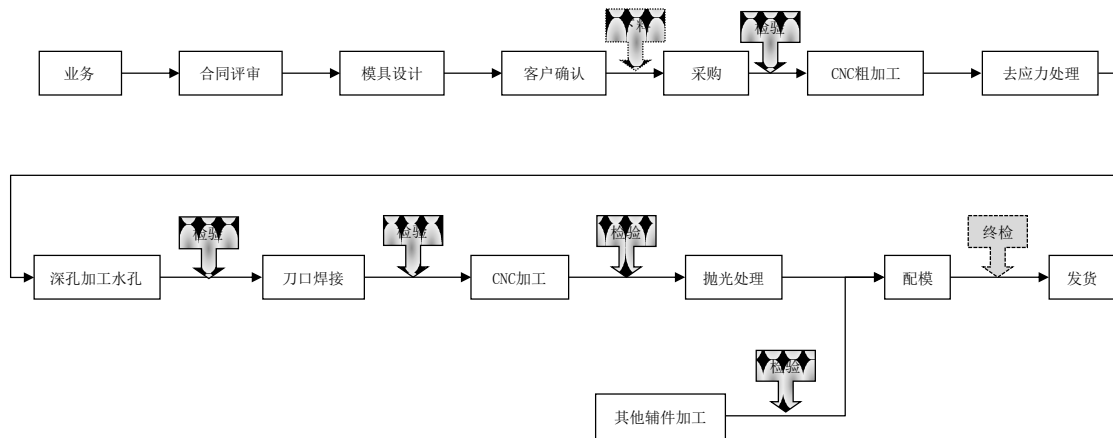 下料
检验
业务
合同评审
模具设计
客户确认
采购
CNC粗加工
去应力处理
检验
检验
检验
终检
深孔加工水孔
刀口焊接
CNC加工
抛光处理
配模
发货
检验
其他辅件加工